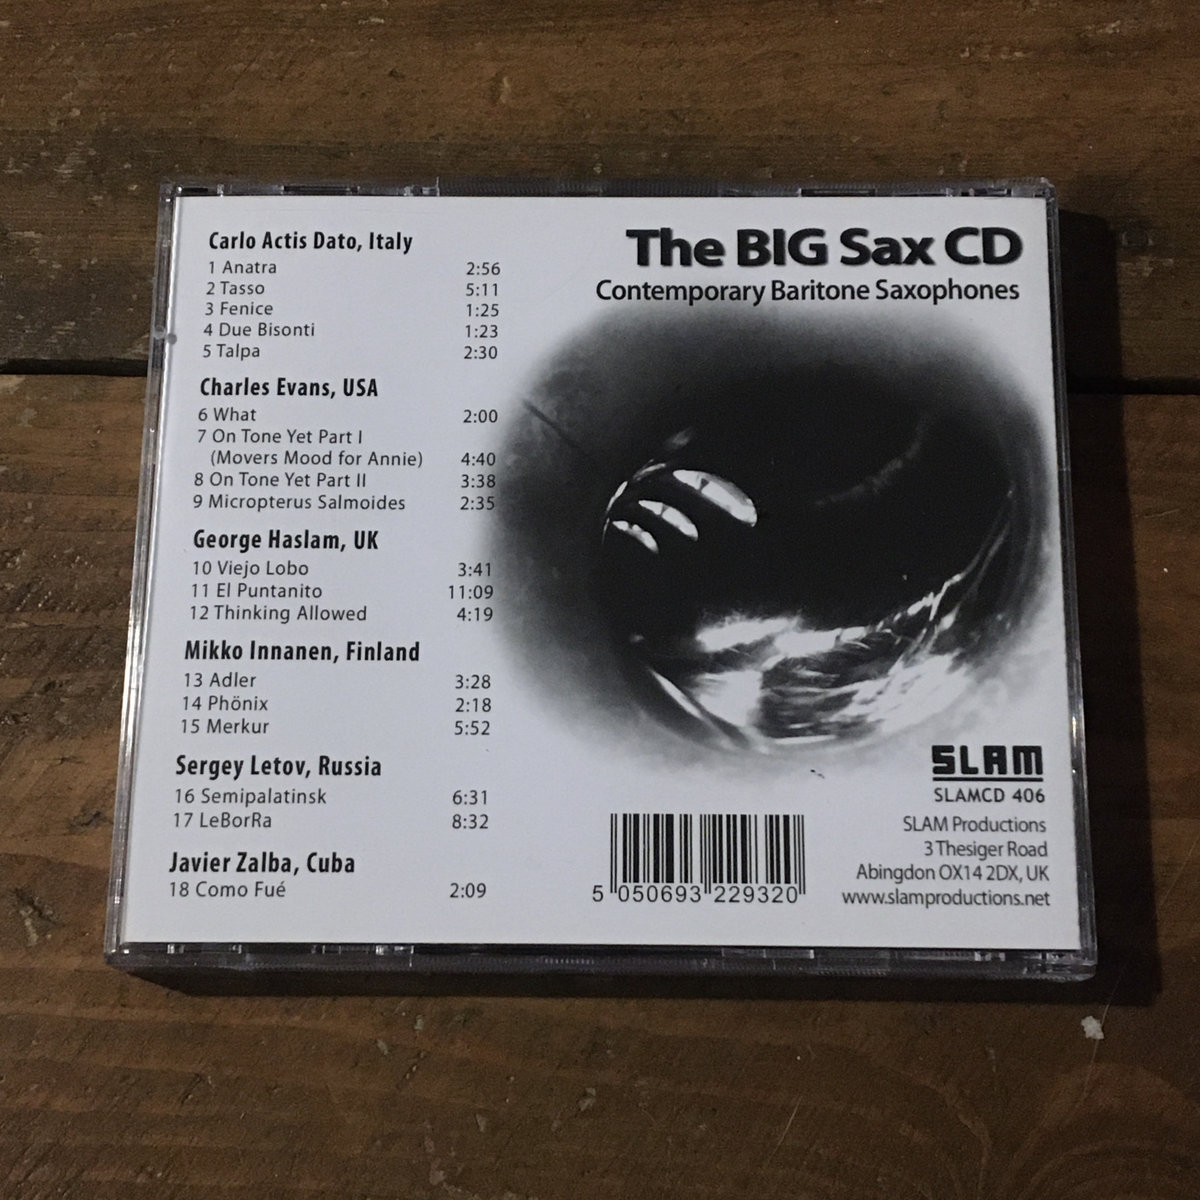 Carlo Actis Dato, Italy
1 Anatra 2:56
2 Tasso 5:11
3 Fenice 1:25
4 Due Bisonti 1:23
5 Talpa 2:30
Charles Evans, USA
6 What 2:00
7 On Tone Yet Part I
(Movers Mood for Annie) 4:40
8 On Tone Yet Part II 3:38
9 Micropterus Salmoides 2:35
George Haslam, UK
10 Viejo Lobo 3:41
11 El Puntanito 11:09
12 Thinking Allowed 4:19
Mikko Innanen, Finland
13 Adler 3:28
14 Phönix 2:18
15 Merkur 5:52
Sergey Letov, Russia
16 Semipalatinsk 6:31
17 LeBorRa 8:32
Javier Zalba, Cuba
18 Como Fué 2:09
The BIG Sax CD
Contemporary Baritone Saxophones
SLAM
SLAMCD 406
SLAM Productions
3 Thesiger Road
Abingdon OX14 2DX, UK
www.slamproductions.net
5 050693 229320